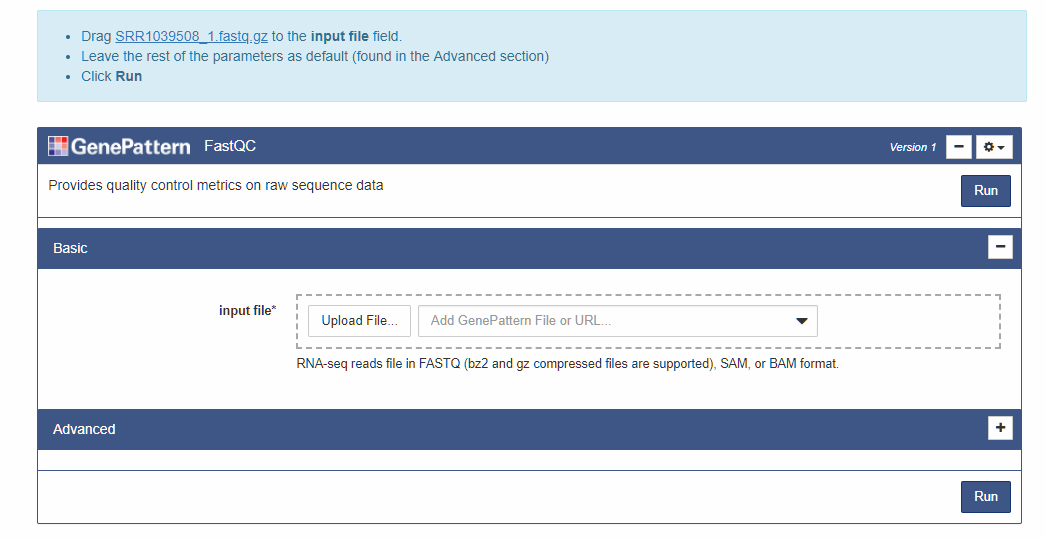 • Drag SRR1039508_1.fastq.gz to the input file field.
• Leave the rest of the parameters as default (found in the Advanced section)
• Click Run
GenePattern FastQC Version 1
Provides quality control metrics on raw sequence data Run
Basic
input file* Upload File... Add GenePattern File or URL...
RNA-seq reads file in FASTQ (bz2 and gz compressed files are supported), SAM, or BAM format.
Advanced
Run